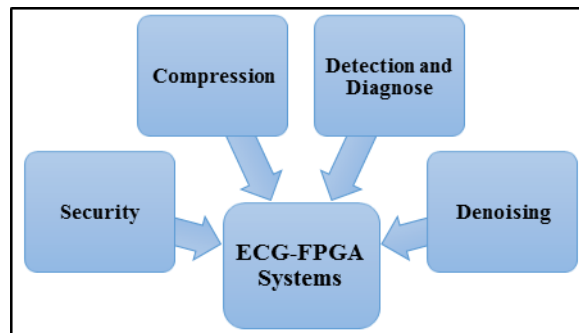 Compression
Detection and
Diagnose
Security
ECG-FPGA
Systems
Denoising